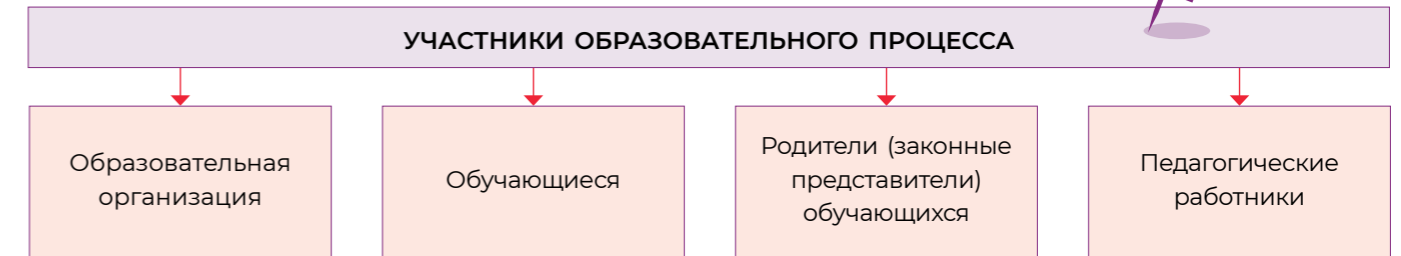 УЧАСТНИКИ ОБРАЗОВАТЕЛЬНОГО ПРОЦЕССА
Образовательная
организация
Обучающиеся
Родители (законные
представители)
обучающихся
Педагогические
работники